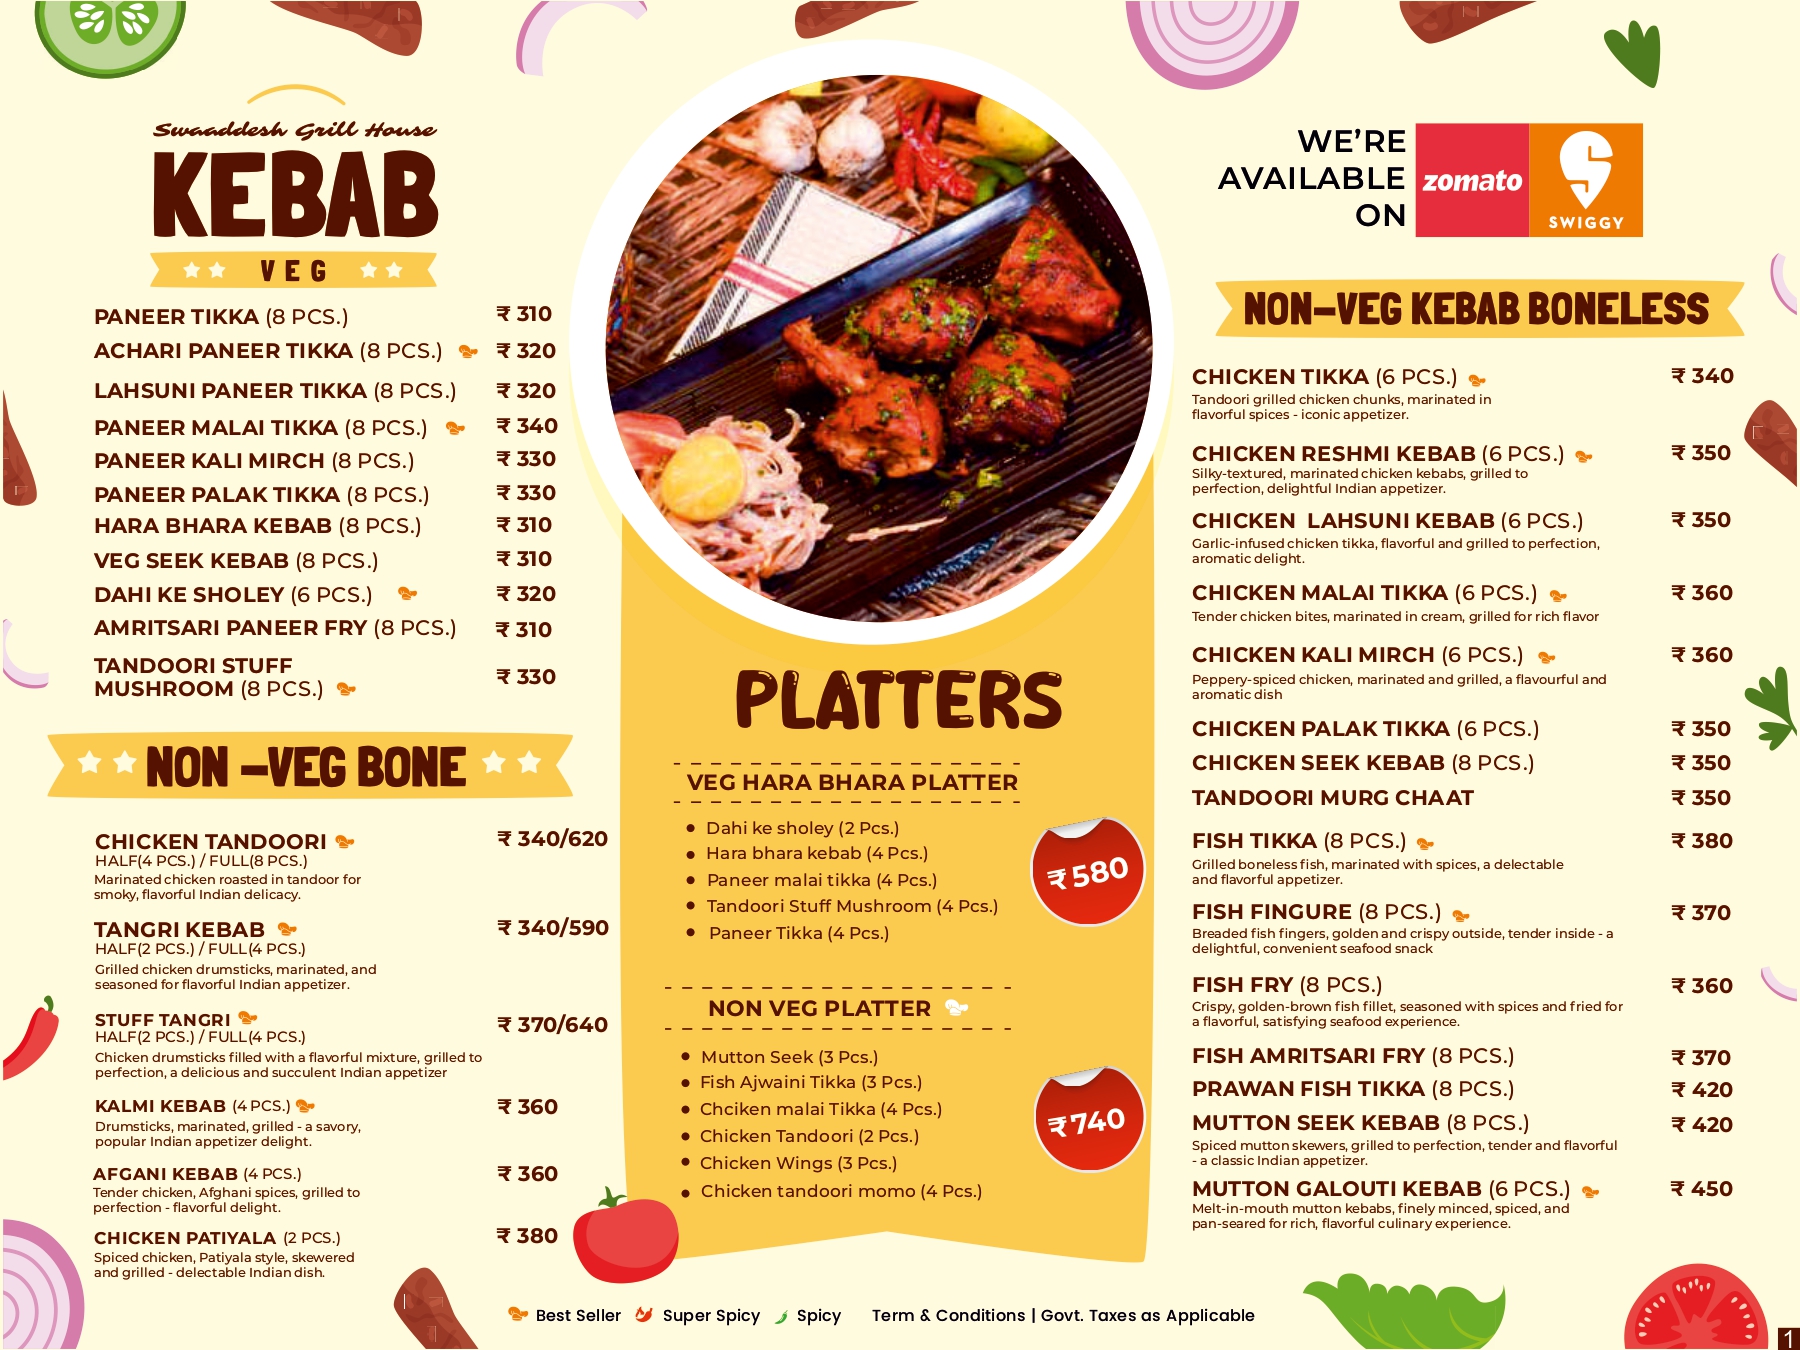 Swaaddesh Grill House
KEBAB
VEG
PANEER TIKKA (8 PCS.) ₹ 310
ACHARI PANEER TIKKA (8 PCS.) ₹ 320
LAHSUNI PANEER TIKKA (8 PCS.) ₹ 320
PANEER MALAI TIKKA (8 PCS.) ₹ 340
PANEER KALI MIRCH (8 PCS.) ₹ 330
PANEER PALAK TIKKA (8 PCS.) ₹ 330
HARA BHARA KEBAB (8 PCS.) ₹ 310
VEG SEEK KEBAB (8 PCS.) ₹ 310
DAHI KE SHOLEY (6 PCS.) ₹ 320
AMRITSARI PANEER FRY (8 PCS.) ₹ 310
TANDOORI STUFF
MUSHROOM (8 PCS.) ₹ 330
NON –VEG BONE
CHICKEN TANDOORI ₹ 340/620
HALF(4 PCS.) / FULL(8 PCS.)
Marinated chicken roasted in tandoor for
smoky, flavorful Indian delicacy.
TANGRI KEBAB ₹ 340/590
HALF(2 PCS.) / FULL(4 PCS.)
Grilled chicken drumsticks, marinated, and
seasoned for flavorful Indian appetizer.
STUFF TANGRI ₹ 370/640
HALF(2 PCS.) / FULL(4 PCS.)
Chicken drumsticks filled with a flavorful mixture, grilled to
perfection, a delicious and succulent Indian appetizer
KALMI KEBAB (4 PCS.) ₹ 360
Drumsticks, marinated, grilled - a savory,
popular Indian appetizer delight.
AFGANI KEBAB (4 PCS.) ₹ 360
Tender chicken, Afghani spices, grilled to
perfection - flavorful delight.
CHICKEN PATIYALA (2 PCS.) ₹ 380
Spiced chicken, Patiyala style, skewered
and grilled - delectable Indian dish.
PLATTERS
VEG HARA BHARA PLATTER
Dahi ke sholey (2 Pcs.)
Hara bhara kebab (4 Pcs.)
Paneer malai tikka (4 Pcs.)
Tandoori Stuff Mushroom (4 Pcs.)
Paneer Tikka (4 Pcs.)
₹ 580
NON VEG PLATTER
Mutton Seek (3 Pcs.)
Fish Ajwaini Tikka (3 Pcs.)
Chciken malai Tikka (4 Pcs.)
Chicken Tandoori (2 Pcs.)
Chicken Wings (3 Pcs.)
Chicken tandoori momo (4 Pcs.)
₹ 740
WE’RE
AVAILABLE
ON
zomato
SWIGGY
NON–VEG KEBAB BONELESS
CHICKEN TIKKA (6 PCS.) ₹ 340
Tandoori grilled chicken chunks, marinated in
flavorful spices - iconic appetizer.
CHICKEN RESHMI KEBAB (6 PCS.) ₹ 350
Silky-textured, marinated chicken kebabs, grilled to
perfection, delightful Indian appetizer.
CHICKEN LAHSUNI KEBAB (6 PCS.) ₹ 350
Garlic-infused chicken tikka, flavorful and grilled to perfection,
aromatic delight.
CHICKEN MALAI TIKKA (6 PCS.) ₹ 360
Tender chicken bites, marinated in cream, grilled for rich flavor
CHICKEN KALI MIRCH (6 PCS.) ₹ 360
Peppery-spiced chicken, marinated and grilled, a flavourful and
aromatic dish
CHICKEN PALAK TIKKA (6 PCS.) ₹ 350
CHICKEN SEEK KEBAB (8 PCS.) ₹ 350
TANDOORI MURG CHAAT ₹ 350
FISH TIKKA (8 PCS.) ₹ 380
Grilled boneless fish, marinated with spices, a delectable
and flavorful appetizer.
FISH FINGURE (8 PCS.) ₹ 370
Breaded fish fingers, golden and crispy outside, tender inside - a
delightful, convenient seafood snack
FISH FRY (8 PCS.) ₹ 360
Crispy, golden-brown fish fillet, seasoned with spices and fried for
a flavorful, satisfying seafood experience.
FISH AMRITSARI FRY (8 PCS.) ₹ 370
PRAWAN FISH TIKKA (8 PCS.) ₹ 420
MUTTON SEEK KEBAB (8 PCS.) ₹ 420
Spiced mutton skewers, grilled to perfection, tender and flavorful
- a classic Indian appetizer.
MUTTON GALOUTI KEBAB (6 PCS.) ₹ 450
Melt-in-mouth mutton kebabs, finely minced, spiced, and
pan-seared for rich, flavorful culinary experience.
Best Seller Super Spicy Spicy Term & Conditions | Govt. Taxes as Applicable
1